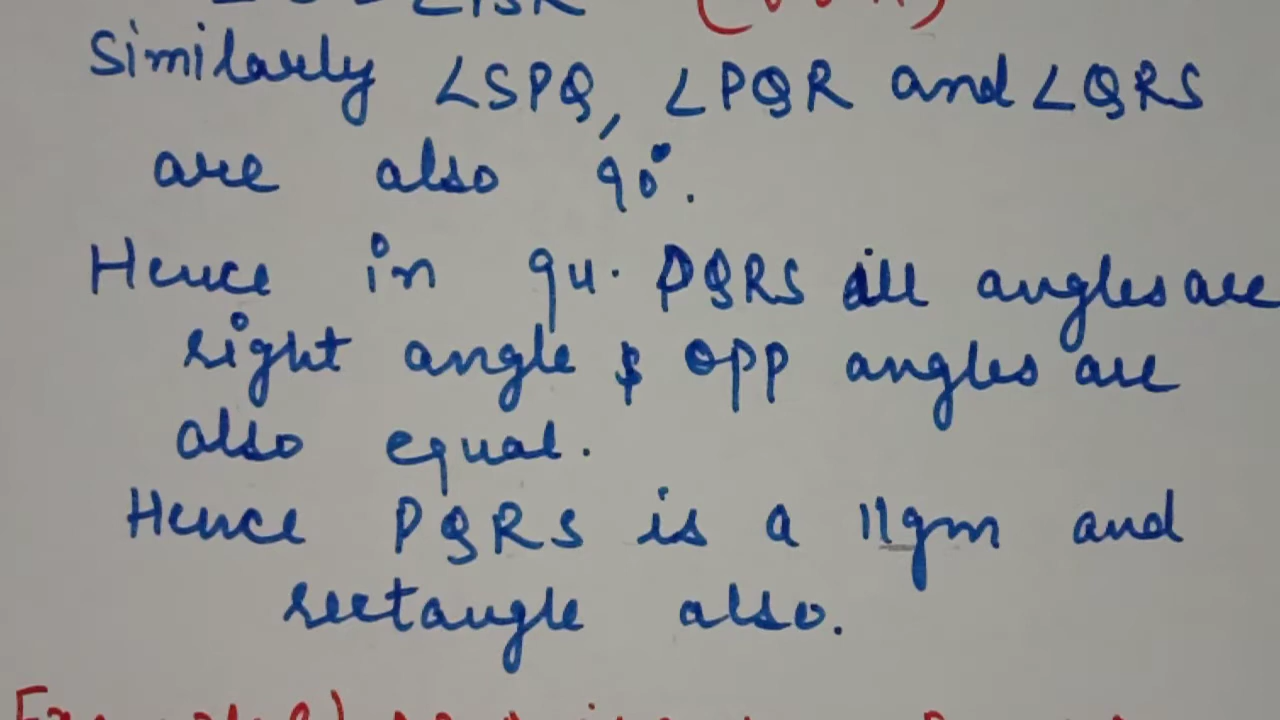 Similarly ∠SPQ, ∠PQR and ∠QRS
are also 90°.
Hence in qu. PQRS all angles are
right angle & opp angles are
also equal.
Hence PQRS is a ||gm and
rectangle also.